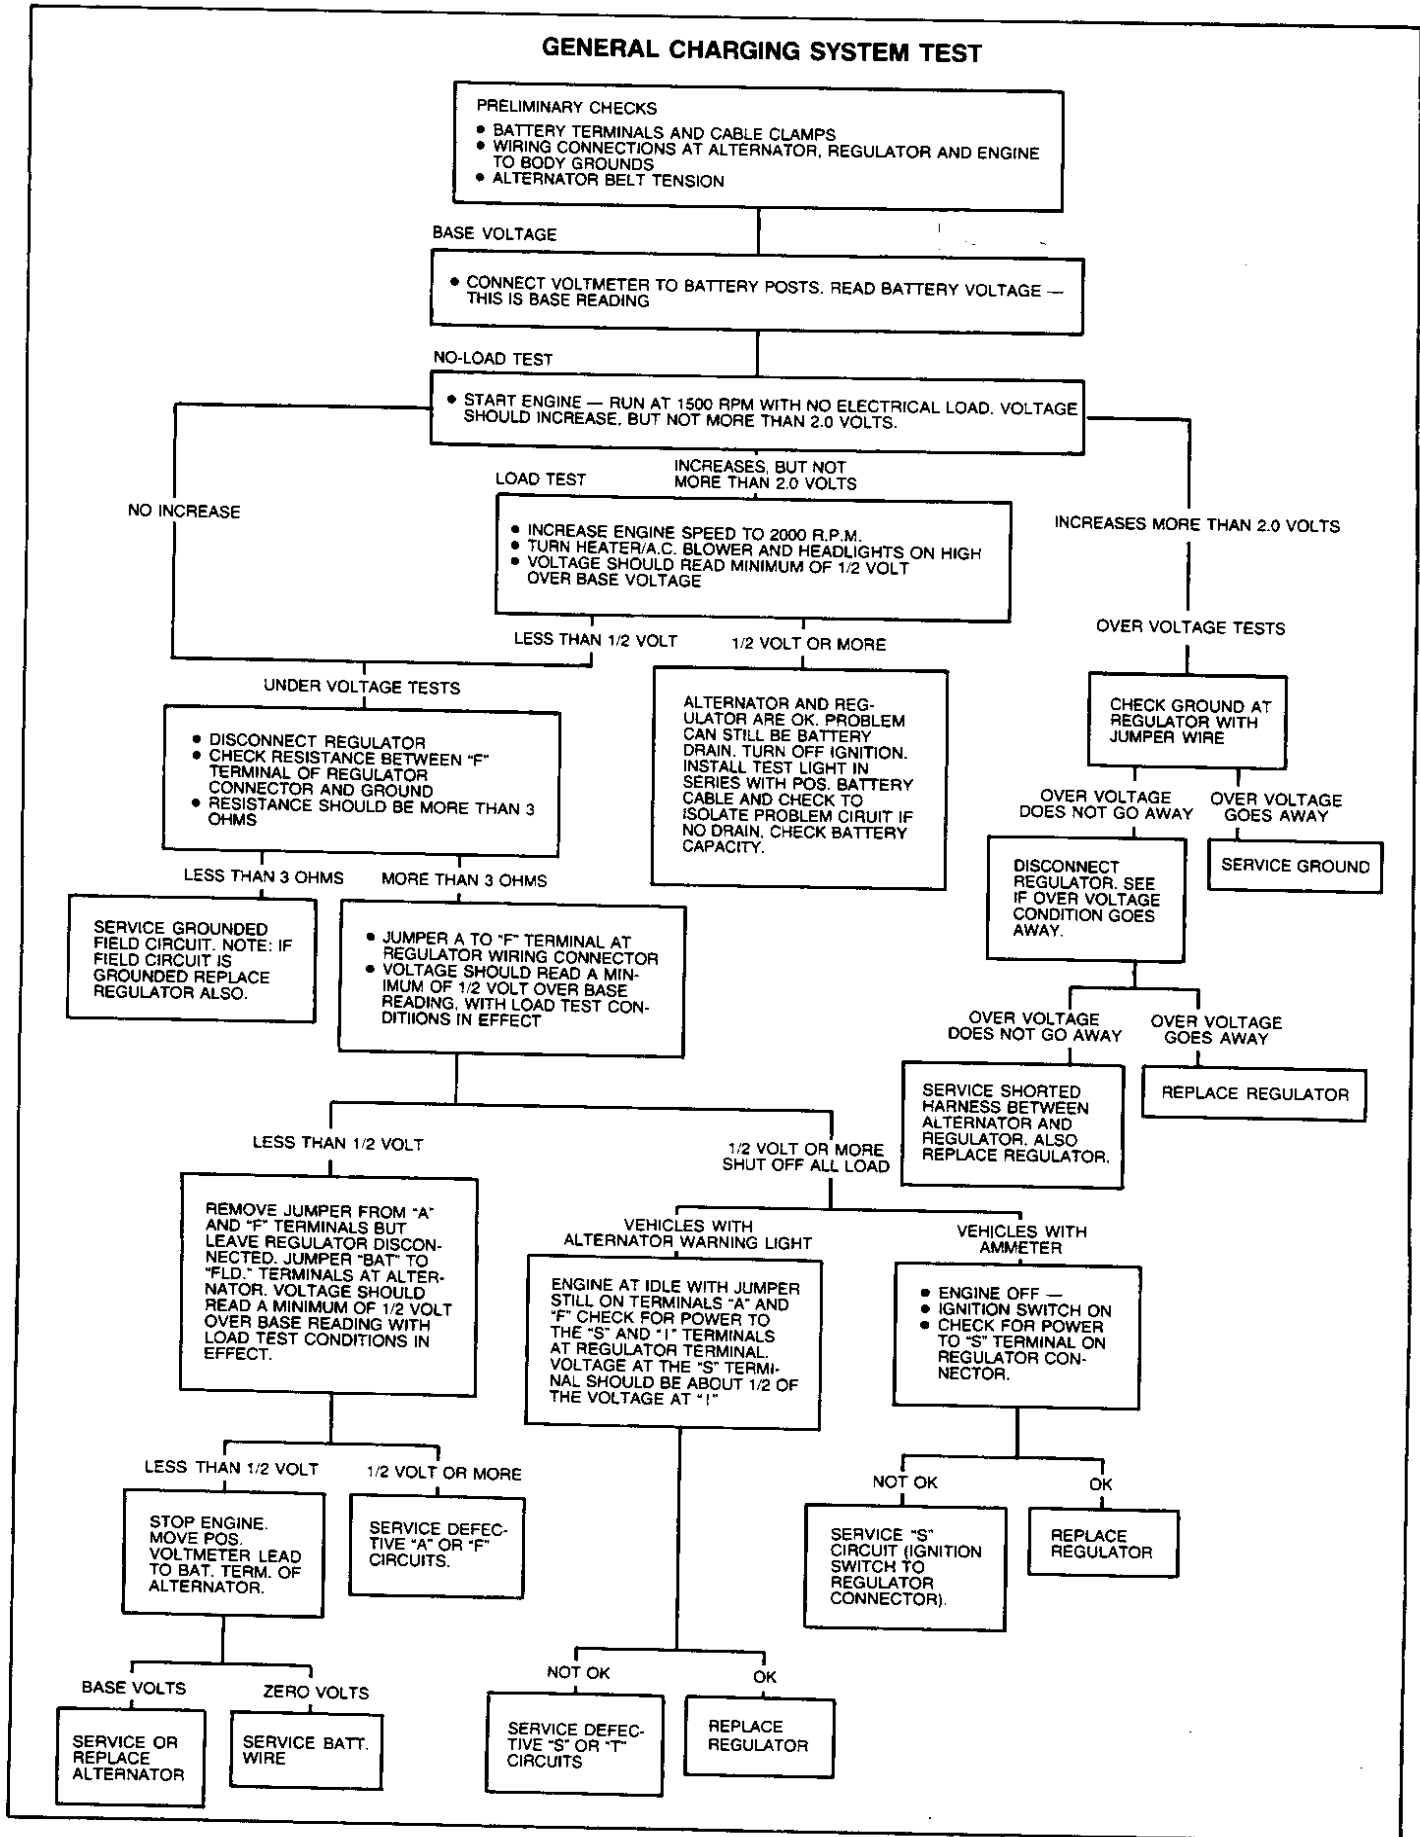 GENERAL CHARGING SYSTEM TEST
PRELIMINARY CHECKS
• BATTERY TERMINALS AND CABLE CLAMPS
• WIRING CONNECTIONS AT ALTERNATOR, REGULATOR AND ENGINE
TO BODY GROUNDS
• ALTERNATOR BELT TENSION
BASE VOLTAGE
• CONNECT VOLTMETER TO BATTERY POSTS. READ BATTERY VOLTAGE —
THIS IS BASE READING
NO-LOAD TEST
• START ENGINE — RUN AT 1500 RPM WITH NO ELECTRICAL LOAD. VOLTAGE
SHOULD INCREASE, BUT NOT MORE THAN 2.0 VOLTS.
NO INCREASE
INCREASES, BUT NOT
MORE THAN 2.0 VOLTS
INCREASES MORE THAN 2.0 VOLTS
LOAD TEST
• INCREASE ENGINE SPEED TO 2000 R.P.M.
• TURN HEATER/A.C. BLOWER AND HEADLIGHTS ON HIGH
• VOLTAGE SHOULD READ MINIMUM OF 1/2 VOLT
OVER BASE VOLTAGE
LESS THAN 1/2 VOLT
1/2 VOLT OR MORE
OVER VOLTAGE TESTS
UNDER VOLTAGE TESTS
• DISCONNECT REGULATOR
• CHECK RESISTANCE BETWEEN "F"
TERMINAL OF REGULATOR
CONNECTOR AND GROUND
• RESISTANCE SHOULD BE MORE THAN 3
OHMS
ALTERNATOR AND REG-
ULATOR ARE OK. PROBLEM
CAN STILL BE BATTERY
DRAIN. TURN OFF IGNITION.
INSTALL TEST LIGHT IN
SERIES WITH POS. BATTERY
CABLE AND CHECK TO
ISOLATE PROBLEM CIRUIT IF
NO DRAIN, CHECK BATTERY
CAPACITY.
CHECK GROUND AT
REGULATOR WITH
JUMPER WIRE
OVER VOLTAGE
DOES NOT GO AWAY
OVER VOLTAGE
GOES AWAY
DISCONNECT
REGULATOR. SEE
IF OVER VOLTAGE
CONDITION GOES
AWAY.
SERVICE GROUND
LESS THAN 3 OHMS
MORE THAN 3 OHMS
SERVICE GROUNDED
FIELD CIRCUIT. NOTE: IF
FIELD CIRCUIT IS
GROUNDED REPLACE
REGULATOR ALSO.
• JUMPER A TO "F" TERMINAL AT
REGULATOR WIRING CONNECTOR
• VOLTAGE SHOULD READ A MIN-
IMUM OF 1/2 VOLT OVER BASE
READING, WITH LOAD TEST CON-
DITIIONS IN EFFECT
OVER VOLTAGE
DOES NOT GO AWAY
OVER VOLTAGE
GOES AWAY
SERVICE SHORTED
HARNESS BETWEEN
ALTERNATOR AND
REGULATOR. ALSO
REPLACE REGULATOR.
REPLACE REGULATOR
LESS THAN 1/2 VOLT
1/2 VOLT OR MORE
SHUT OFF ALL LOAD
REMOVE JUMPER FROM "A"
AND "F" TERMINALS BUT
LEAVE REGULATOR DISCON-
NECTED. JUMPER "BAT" TO
"FLD." TERMINALS AT ALTER-
NATOR. VOLTAGE SHOULD
READ A MINIMUM OF 1/2 VOLT
OVER BASE READING WITH
LOAD TEST CONDITIONS IN
EFFECT.
VEHICLES WITH
ALTERNATOR WARNING LIGHT
ENGINE AT IDLE WITH JUMPER
STILL ON TERMINALS "A" AND
"F" CHECK FOR POWER TO
THE "S" AND "I" TERMINALS
AT REGULATOR TERMINAL.
VOLTAGE AT THE "S" TERMI-
NAL SHOULD BE ABOUT 1/2 OF
THE VOLTAGE AT "I"
VEHICLES WITH
AMMETER
• ENGINE OFF —
• IGNITION SWITCH ON
• CHECK FOR POWER
TO "S" TERMINAL ON
REGULATOR CON-
NECTOR.
LESS THAN 1/2 VOLT
1/2 VOLT OR MORE
STOP ENGINE.
MOVE POS.
VOLTMETER LEAD
TO BAT. TERM. OF
ALTERNATOR.
SERVICE DEFEC-
TIVE "A" OR "F"
CIRCUITS.
NOT OK
OK
SERVICE "S"
CIRCUIT (IGNITION
SWITCH TO
REGULATOR
CONNECTOR).
REPLACE
REGULATOR
BASE VOLTS
ZERO VOLTS
NOT OK
OK
SERVICE OR
REPLACE
ALTERNATOR
SERVICE BATT.
WIRE
SERVICE DEFEC-
TIVE "S" OR "T"
CIRCUITS
REPLACE
REGULATOR